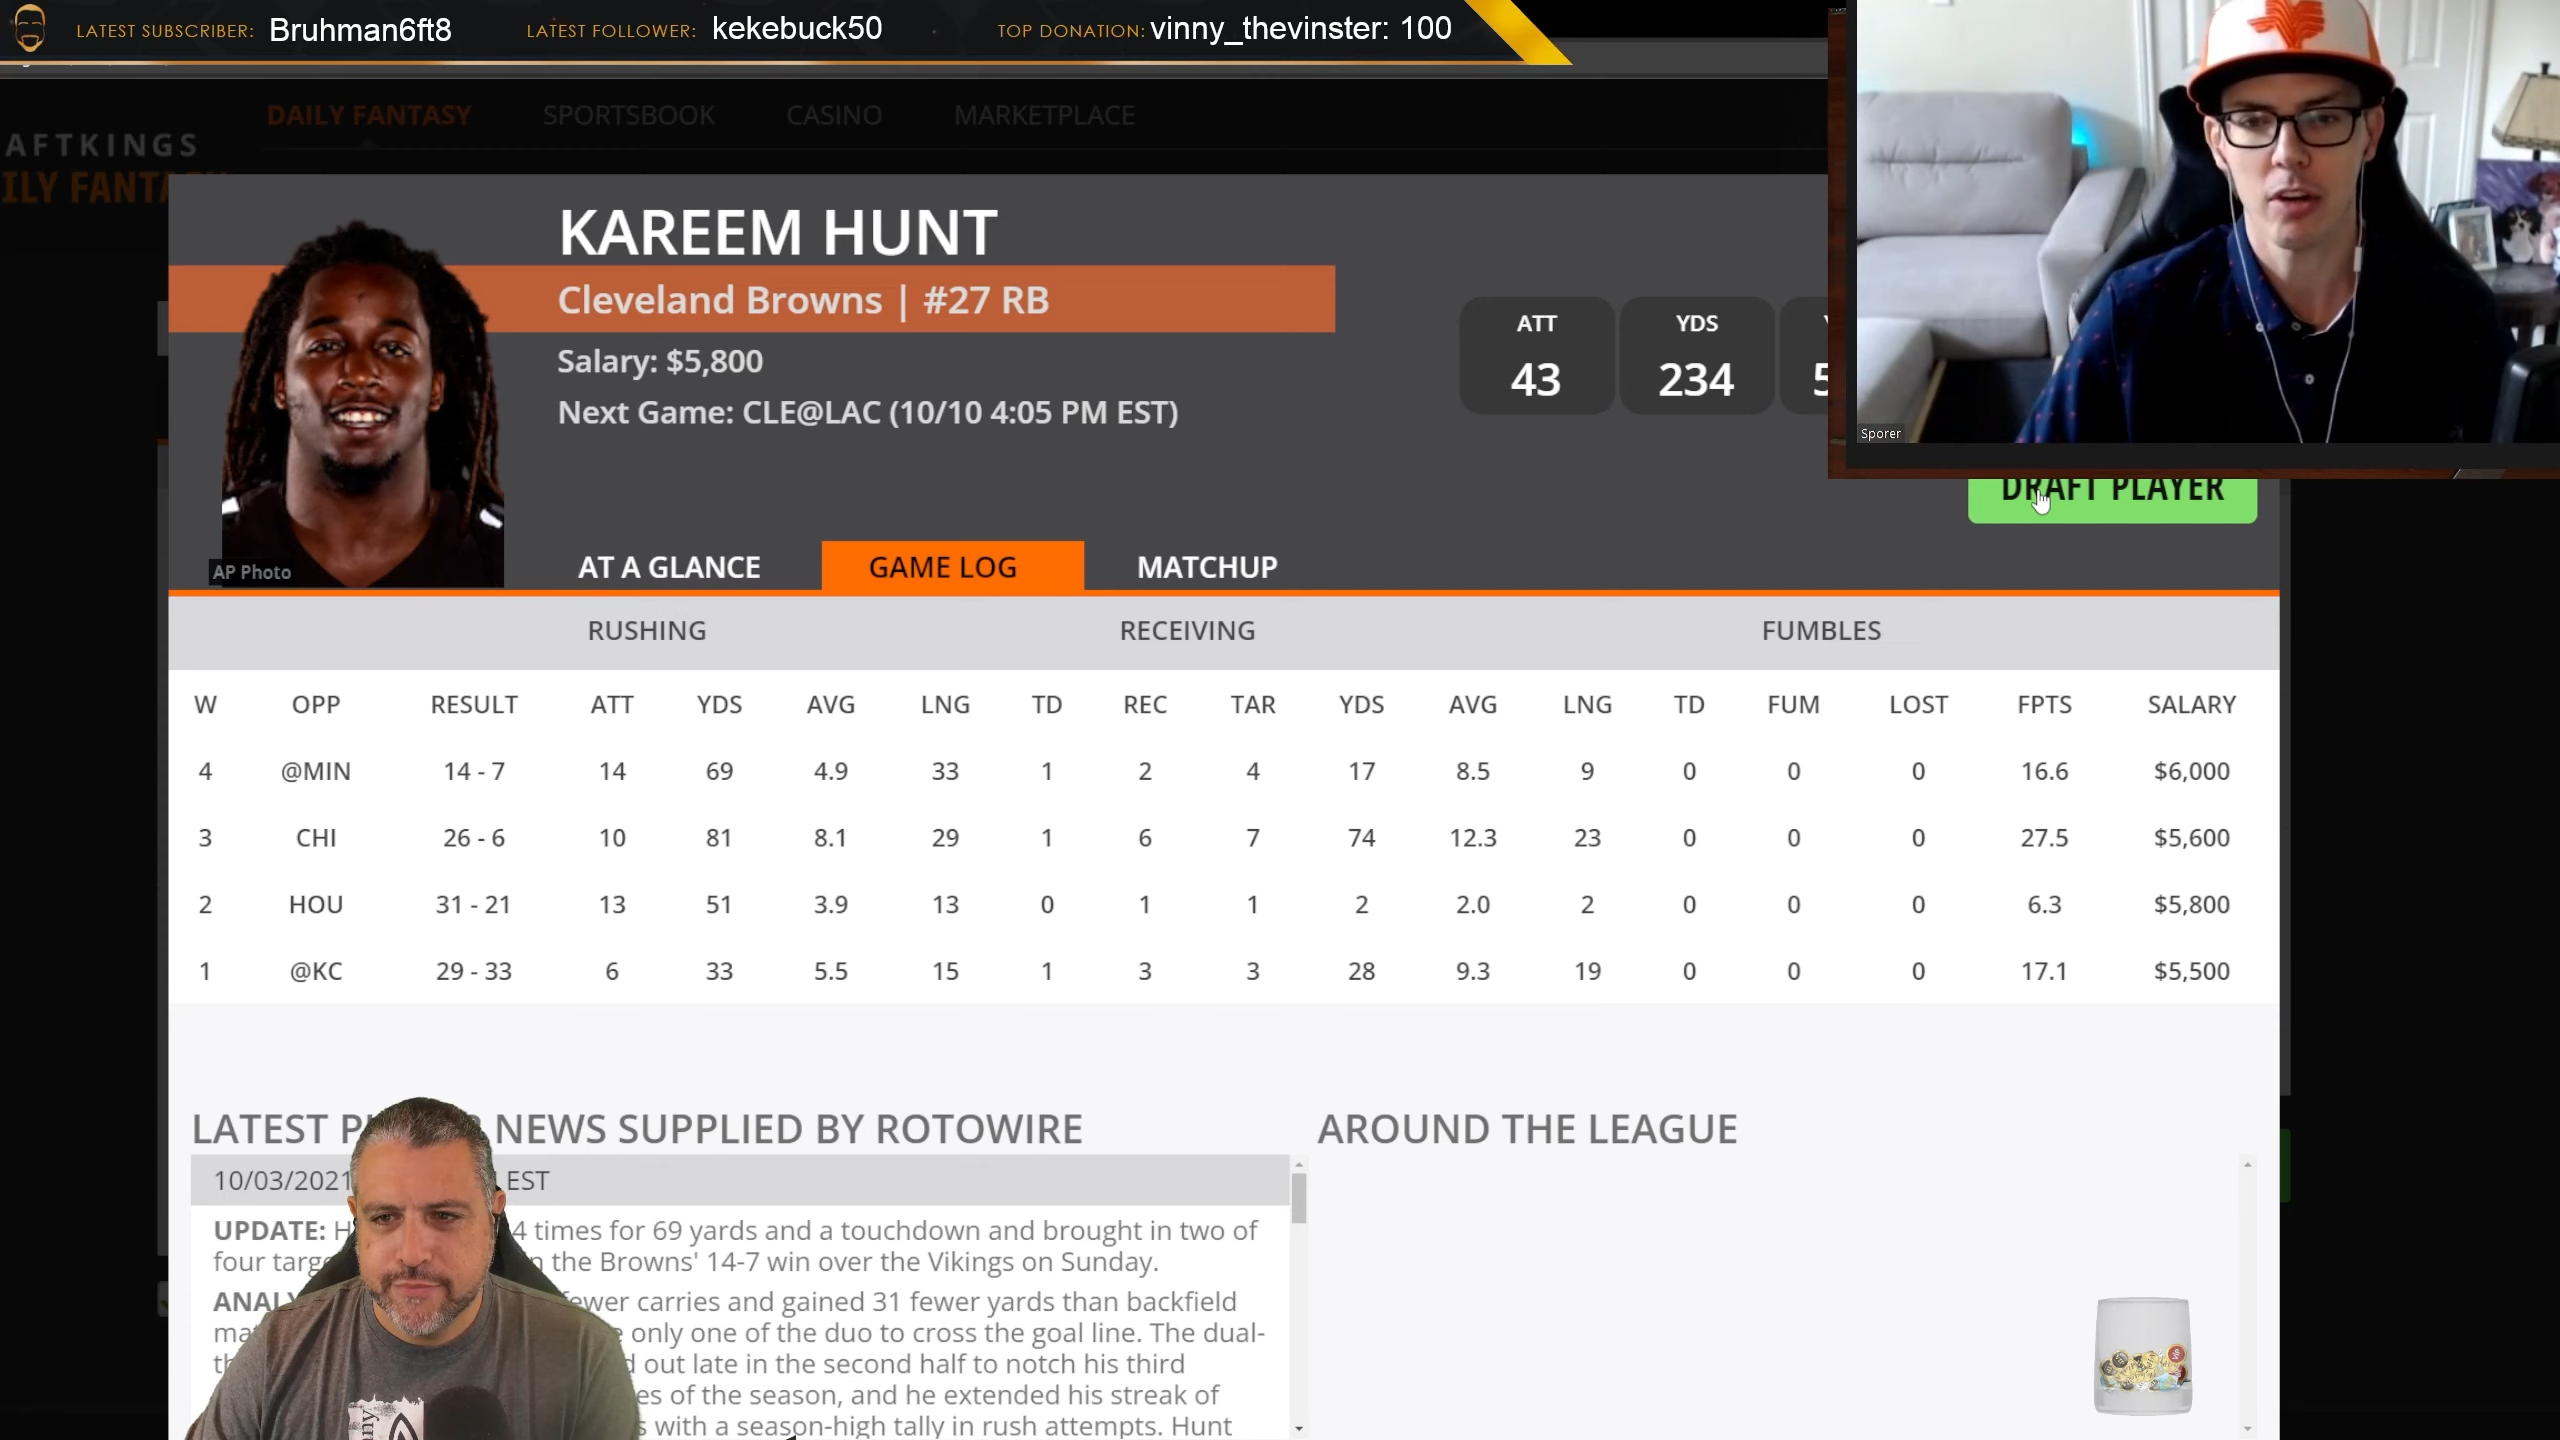 LATEST SUBSCRIBER: Bruhman6ft8 LATEST FOLLOWER: kekebuck50 TOP DONATION: vinny_thevinster: 100
DAILY FANTASY SPORTSBOOK CASINO MARKETPLACE
AFTKINGS
ILY FANTA
KAREEM HUNT
Cleveland Browns | #27 RB
Salary: $5,800
Next Game: CLE@LAC (10/10 4:05 PM EST)
ATT YDS
43 234 5
Sporer
DRAFT PLAYER
AP Photo
AT A GLANCE GAME LOG MATCHUP
RUSHING RECEIVING FUMBLES
W OPP RESULT ATT YDS AVG LNG TD REC TAR YDS AVG LNG TD FUM LOST FPTS SALARY
4 @MIN 14 - 7 14 69 4.9 33 1 2 4 17 8.5 9 0 0 0 16.6 $6,000
3 CHI 26 - 6 10 81 8.1 29 1 6 7 74 12.3 23 0 0 0 27.5 $5,600
2 HOU 31 - 21 13 51 3.9 13 0 1 1 2 2.0 2 0 0 0 6.3 $5,800
1 @KC 29 - 33 6 33 5.5 15 1 3 3 28 9.3 19 0 0 0 17.1 $5,500
LATEST P NEWS SUPPLIED BY ROTOWIRE AROUND THE LEAGUE
10/03/2021 EST
UPDATE: H 4 times for 69 yards and a touchdown and brought in two of
four targ n the Browns' 14-7 win over the Vikings on Sunday.
ANALY fewer carries and gained 31 fewer yards than backfield
ma only one of the duo to cross the goal line. The dual-
th d out late in the second half to notch his third
es of the season, and he extended his streak of
s with a season-high tally in rush attempts. Hunt